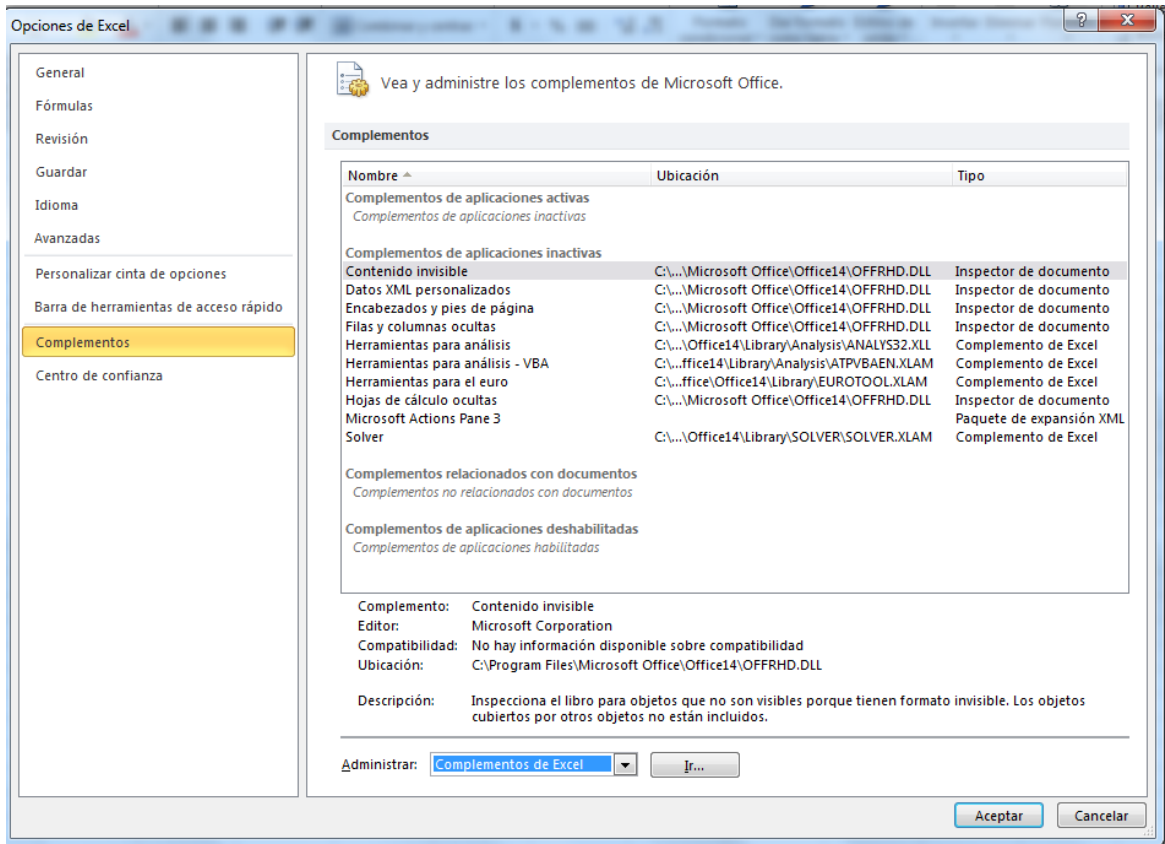 Opciones de Excel
General
Fórmulas
Revisión
Guardar
Idioma
Avanzadas
Personalizar cinta de opciones
Barra de herramientas de acceso rápido
Complementos
Centro de confianza
Vea y administre los complementos de Microsoft Office.
Complementos
Nombre Ubicación Tipo
Complementos de aplicaciones activas
Complementos de aplicaciones inactivas
Complementos de aplicaciones inactivas
Contenido invisible C:\...\Microsoft Office\Office14\OFFRHD.DLL Inspector de documento
Datos XML personalizados C:\...\Microsoft Office\Office14\OFFRHD.DLL Inspector de documento
Encabezados y pies de página C:\...\Microsoft Office\Office14\OFFRHD.DLL Inspector de documento
Filas y columnas ocultas C:\...\Microsoft Office\Office14\OFFRHD.DLL Inspector de documento
Herramientas para análisis C:\...\Office14\Library\Analysis\ANALYS32.XLL Complemento de Excel
Herramientas para análisis - VBA C:\...ffice14\Library\Analysis\ATPVBAEN.XLAM Complemento de Excel
Herramientas para el euro C:\...ffice\Office14\Library\EUROTOOL.XLAM Complemento de Excel
Hojas de cálculo ocultas C:\...\Microsoft Office\Office14\OFFRHD.DLL Inspector de documento
Microsoft Actions Pane 3 Paquete de expansión XML
Solver C:\...\Office14\Library\SOLVER\SOLVER.XLAM Complemento de Excel
Complementos relacionados con documentos
Complementos no relacionados con documentos
Complementos de aplicaciones deshabilitadas
Complementos de aplicaciones habilitadas
Complemento: Contenido invisible
Editor: Microsoft Corporation
Compatibilidad: No hay información disponible sobre compatibilidad
Ubicación: C:\Program Files\Microsoft Office\Office14\OFFRHD.DLL
Descripción: Inspecciona el libro para objetos que no son visibles porque tienen formato invisible. Los objetos
cubiertos por otros objetos no están incluidos.
Administrar: Complementos de Excel Ir...
Aceptar Cancelar